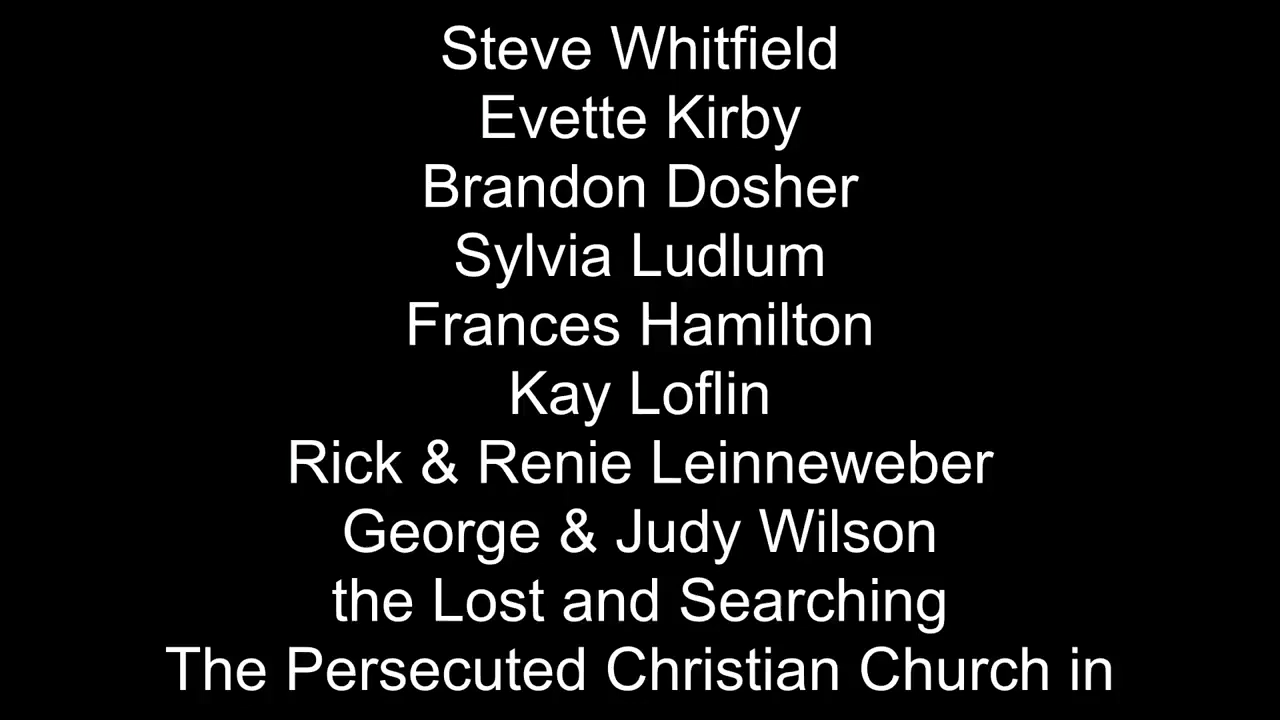 Steve Whitfield
Evette Kirby
Brandon Dosher
Sylvia Ludlum
Frances Hamilton
Kay Loflin
Rick & Renie Leinneweber
George & Judy Wilson
the Lost and Searching
The Persecuted Christian Church in